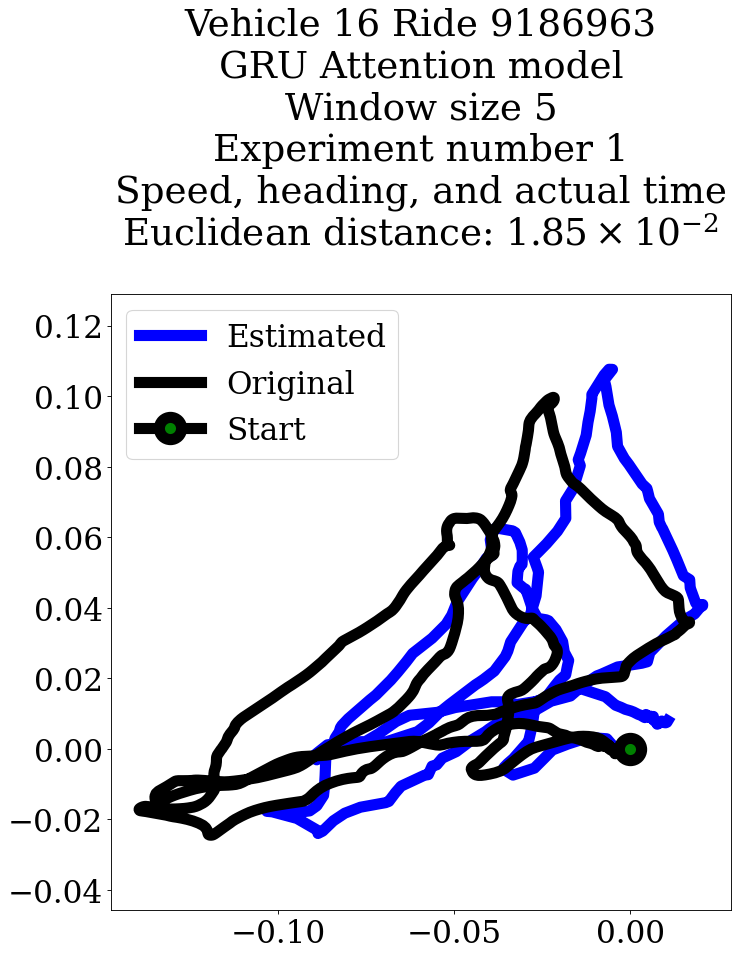 Vehicle 16 Ride 9186963
GRU Attention model
Window size 5
Experiment number 1
Speed, heading, and actual time
Euclidean distance: 1.85 × 10⁻²
Estimated
Original
Start
0.12
0.10
0.08
0.06
0.04
0.02
0.00
−0.02
−0.04
−0.10
−0.05
0.00